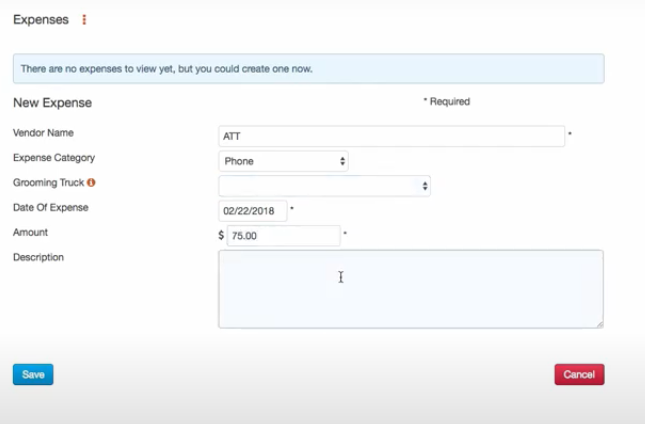 Expenses
There are no expenses to view yet, but you could create one now.
New Expense
* Required
Vendor Name
ATT
*
Expense Category
Phone
Grooming Truck
Date Of Expense
02/22/2018
*
Amount
$ 75.00
*
Description
Save
Cancel